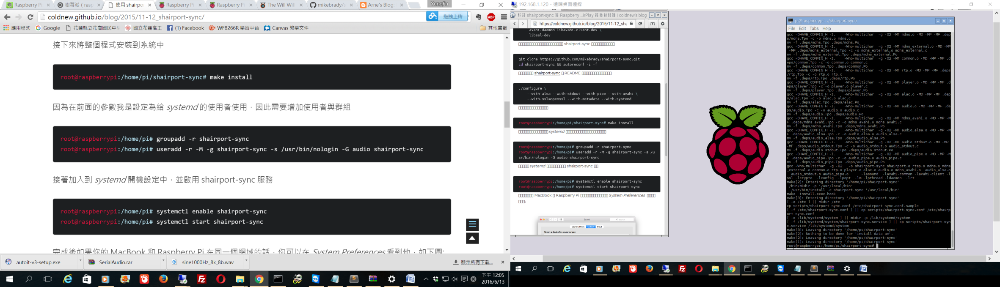 Raspberry Pi
樹莓派 ( rasp
使用 shairpo
Raspberry Pi
Raspberry Pi
The Will Will
mikebrady/s
Arne's Blog:
YungFu
coldnew.github.io/blog/2015/11-12_shairport-sync/
拖拽上传
ABP
應用程式
Google
花蓮縣立花崗國民中
國立花蓮高工
(1) Facebook
WF8266R 學習平台
Canvas 教學文件
其他書籤
接下來將整個程式安裝到系統中
root@raspberrypi:/home/pi/shairport-sync# make install
因為在前面的參數我是設定為給 systemd 的使用者使用，因此需要增加使用者與群組
root@raspberrypi:/home/pi# groupadd -r shairport-sync
root@raspberrypi:/home/pi# useradd -r -M -g shairport-sync -s /usr/bin/nologin -G audio shairport-sync
接著加入到 systemd 開機設定中，並啟用 shairport-sync 服務
root@raspberrypi:/home/pi# systemctl enable shairport-sync
root@raspberrypi:/home/pi# systemctl start shairport-sync
完成後如果你的 MacBook 和 Raspberry Pi 在同一個網域的話，你可以在 System Preferences 看到他，如下圖:
autoit-v3-setup.exe
SerialAudio.rar
sine1000Hz_8k_8b.wav
顯示所有下載...
下午 12:05
2016/6/13
192.168.1.120 - 遠端桌面連線
shairport-sync
Raspberry ...irPlay
| coldnew's blog
https://coldnew.github.io/blog/2015/11-12_sha
avahi-daemon libavahi-client-dev \
libssl-dev
shairport-sync
git clone https://github.com/mikebrady/shairport-sync.git
cd shairport-sync && autoreconf -i -f
shairport-sync
README
./configure \
--with-alsa --with-stdout --with-pipe --with-avahi \
--with-ssl=openssl --with-metadata --with-systemd
root@raspberrypi:/home/pi/shairport-sync# make install
systemd
root@raspberrypi:/home/pi# groupadd -r shairport-sync
root@raspberrypi:/home/pi# useradd -r -M -g shairport-sync -s /u
sr/bin/nologin -G audio shairport-sync
systemd
shairport-sync
root@raspberrypi:/home/pi# systemctl enable shairport-sync
root@raspberrypi:/home/pi# systemctl start shairport-sync
MacBook
Raspberry Pi
System Preferences
Sound
Search
Sound Effects
Output
Input
Select a device for sound output:
pi@raspberrypi: ~/shairport-sync
File Edit Tabs Help
gcc -DHAVE_CONFIG_H -I. -Wno-multichar -g -O2 -MT mdns.o -MD -MP -MF .dep
s/mdns.Tpo -c -o mdns.o mdns.c
mv -f .deps/mdns.Tpo .deps/mdns.Po
gcc -DHAVE_CONFIG_H -I. -Wno-multichar -g -O2 -MT mdns_external.o -MD -MP
-MF .deps/mdns_external.Tpo -c -o mdns_external.o mdns_external.c
mv -f .deps/mdns_external.Tpo .deps/mdns_external.Po
gcc -DHAVE_CONFIG_H -I. -Wno-multichar -g -O2 -MT common.o -MD -MP -MF .d
eps/common.Tpo -c -o common.o common.c
mv -f .deps/common.Tpo .deps/common.Po
gcc -DHAVE_CONFIG_H -I. -Wno-multichar -g -O2 -MT rtp.o -MD -MP -MF .deps
/rtp.Tpo -c -o rtp.o rtp.c
mv -f .deps/rtp.Tpo .deps/rtp.Po
gcc -DHAVE_CONFIG_H -I. -Wno-multichar -g -O2 -MT player.o -MD -MP -MF .d
eps/player.Tpo -c -o player.o player.c
mv -f .deps/player.Tpo .deps/player.Po
gcc -DHAVE_CONFIG_H -I. -Wno-multichar -g -O2 -MT alac.o -MD -MP -MF .dep
s/alac.Tpo -c -o alac.o alac.c
mv -f .deps/alac.Tpo .deps/alac.Po
gcc -DHAVE_CONFIG_H -I. -Wno-multichar -g -O2 -MT audio.o -MD -MP -MF .de
ps/audio.Tpo -c -o audio.o audio.c
mv -f .deps/audio.Tpo .deps/audio.Po
gcc -DHAVE_CONFIG_H -I. -Wno-multichar -g -O2 -MT mdns_avahi.o -MD -MP -M
F .deps/mdns_avahi.Tpo -c -o mdns_avahi.o mdns_avahi.c
mv -f .deps/mdns_avahi.Tpo .deps/mdns_avahi.Po
gcc -DHAVE_CONFIG_H -I. -Wno-multichar -g -O2 -MT audio_alsa.o -MD -MP -M
F .deps/audio_alsa.Tpo -c -o audio_alsa.o audio_alsa.c
mv -f .deps/audio_alsa.Tpo .deps/audio_alsa.Po
gcc -DHAVE_CONFIG_H -I. -Wno-multichar -g -O2 -MT audio_stdout.o -MD -MP
-MF .deps/audio_stdout.Tpo -c -o audio_stdout.o audio_stdout.c
mv -f .deps/audio_stdout.Tpo .deps/audio_stdout.Po
gcc -DHAVE_CONFIG_H -I. -Wno-multichar -g -O2 -MT audio_pipe.o -MD -MP -M
F .deps/audio_pipe.Tpo -c -o audio_pipe.o audio_pipe.c
mv -f .deps/audio_pipe.Tpo .deps/audio_pipe.Po
gcc -Wno-multichar -g -O2 -o shairport-sync shairport.o rtsp.o mdns.o mdns
_external.o common.o rtp.o player.o alac.o audio.o mdns_avahi.o audio_alsa.o
audio_stdout.o audio_pipe.o -lasound -lavahi-common -lavahi-client -l
ssl -lcrypto -lconfig -lpopt -lm -lpthread -ldaemon -lrt
make[2]: Entering directory '/home/pi/shairport-sync'
/bin/mkdir -p '/usr/local/bin'
/usr/bin/install -c shairport-sync '/usr/local/bin'
make install-exec-hook
make[3]: Entering directory '/home/pi/shairport-sync'
[ -e /etc ] || mkdir /etc
cp scripts/shairport-sync.conf /etc/shairport-sync.conf.sample
[ -f /etc/shairport-sync.conf ] || cp scripts/shairport-sync.conf /etc/shairp
ort-sync.conf
[ -e /lib/systemd/system ] || mkdir -p /lib/systemd/system
[ -f /lib/systemd/system/shairport-sync.service ] || cp scripts/shairport-syn
c.service /lib/systemd/system
make[3]: Leaving directory '/home/pi/shairport-sync'
make[2]: Nothing to be done for 'install-data-am'.
make[2]: Leaving directory '/home/pi/shairport-sync'
make[1]: Leaving directory '/home/pi/shairport-sync'
root@raspberrypi:/home/pi/shairport-sync#